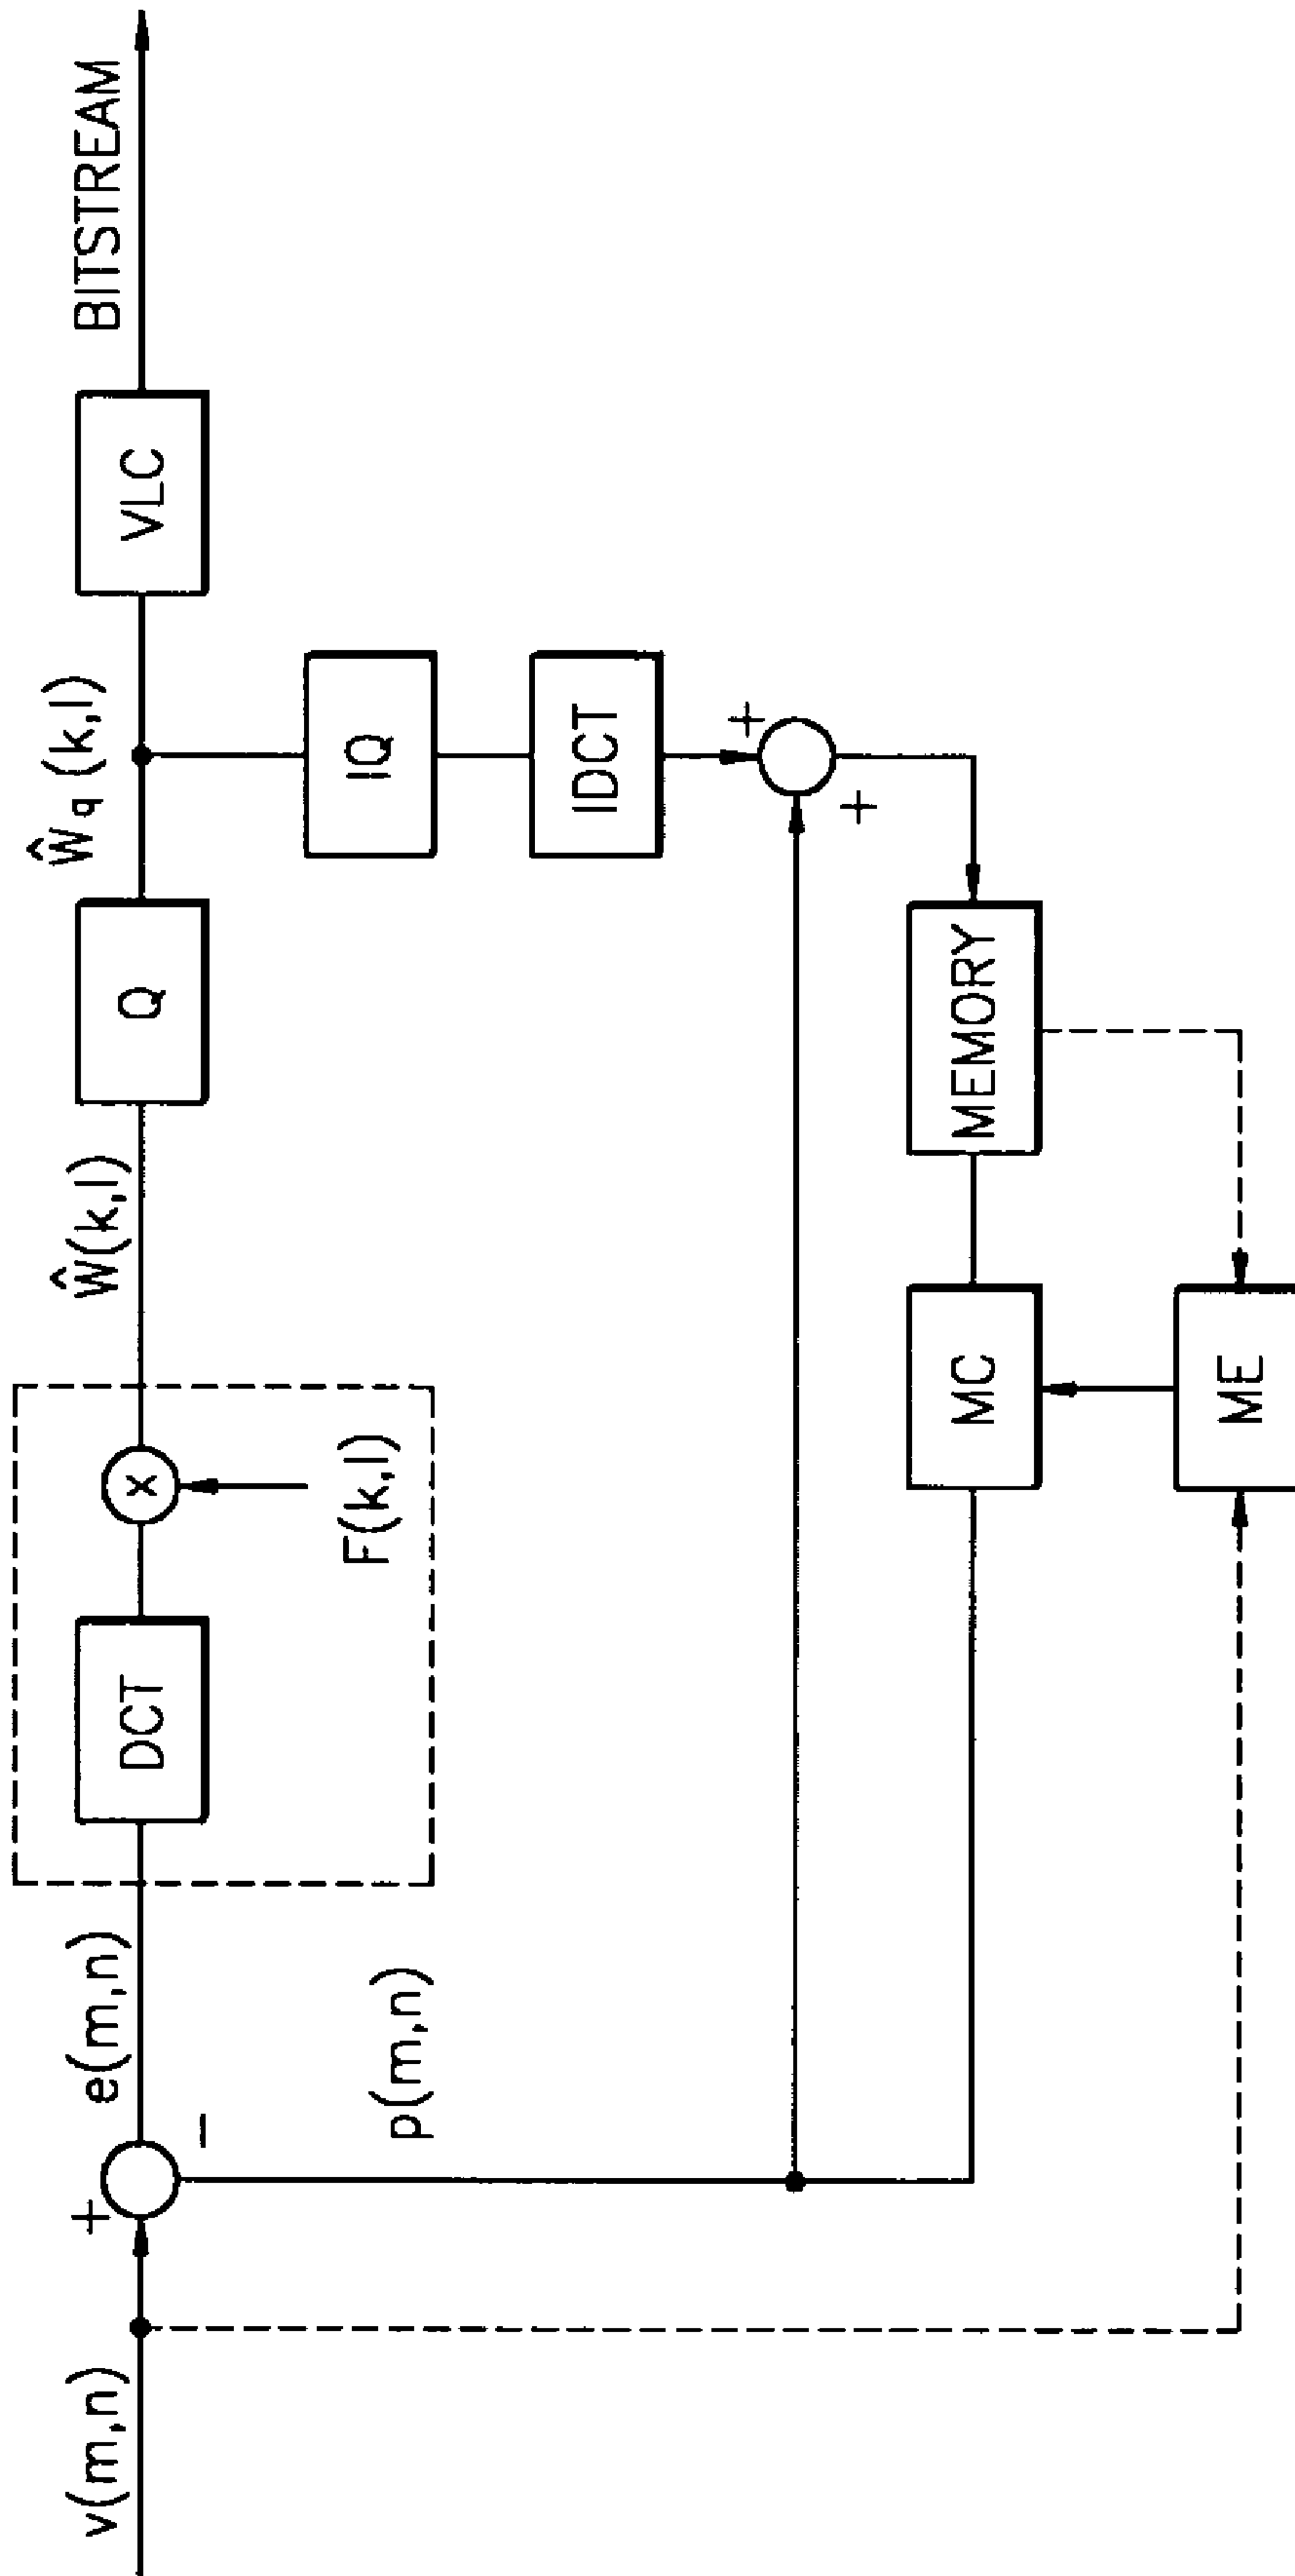 v(m,n)
+
−
e(m,n)
DCT
x
F(k,l)
Ŵ(k,l)
Q
Ŵq(k,l)
VLC
BITSTREAM
IQ
IDCT
+
+
p(m,n)
MEMORY
MC
ME